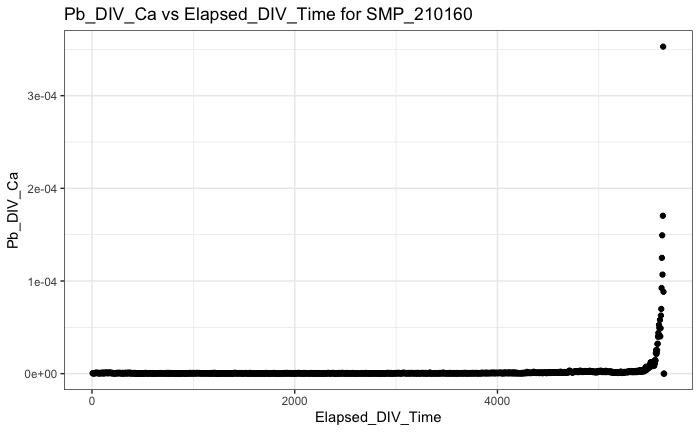 Pb_DIV_Ca vs Elapsed_DIV_Time for SMP_210160
3e-04
2e-04
1e-04
0e+00
Pb_DIV_Ca
0
2000
4000
Elapsed_DIV_Time